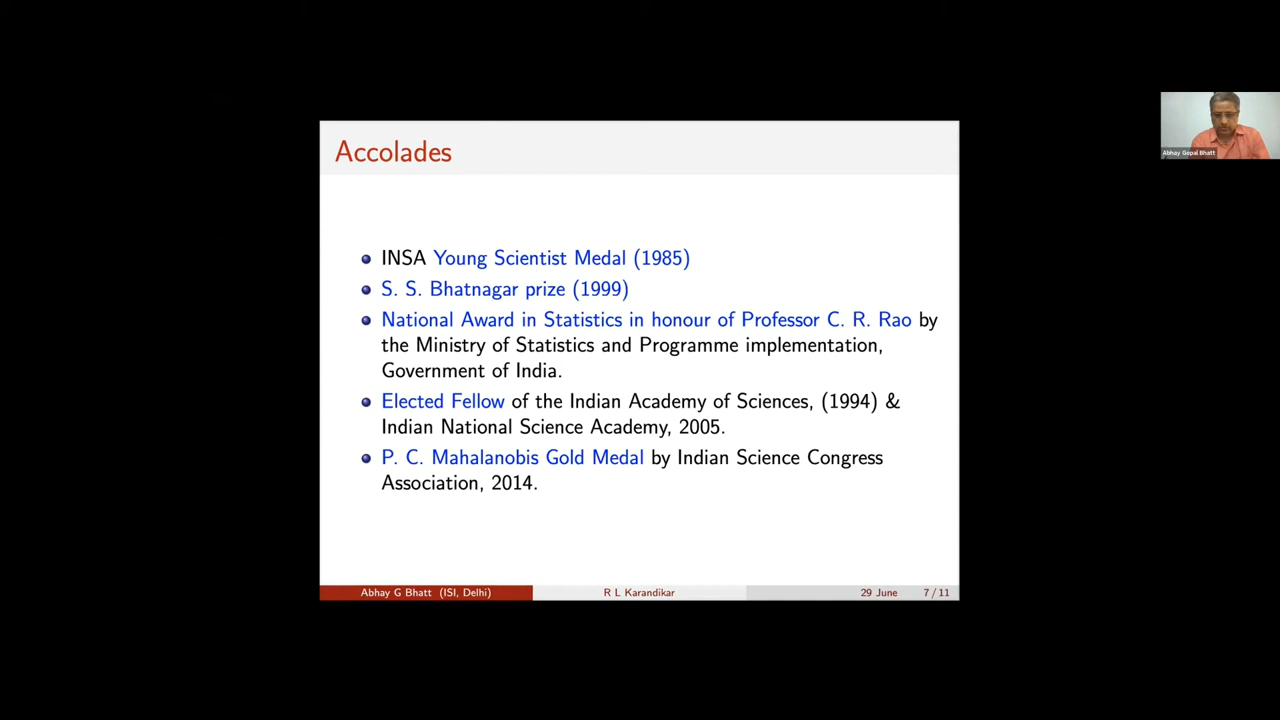 Accolades
INSA Young Scientist Medal (1985)
S. S. Bhatnagar prize (1999)
National Award in Statistics in honour of Professor C. R. Rao by
the Ministry of Statistics and Programme implementation,
Government of India.
Elected Fellow of the Indian Academy of Sciences, (1994) &
Indian National Science Academy, 2005.
P. C. Mahalanobis Gold Medal by Indian Science Congress
Association, 2014.
Abhay G Bhatt (ISI, Delhi) R L Karandikar 29 June 7 / 11
Abhay Gopal Bhatt